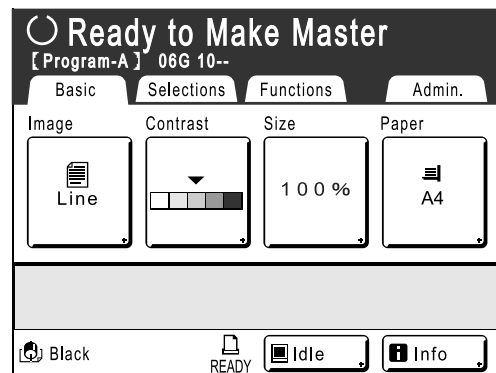 Ready to Make Master
【Program-A】 06G 10--
Basic Selections Functions Admin.
Image Contrast Size Paper
Line 100% A4
Black READY Idle Info